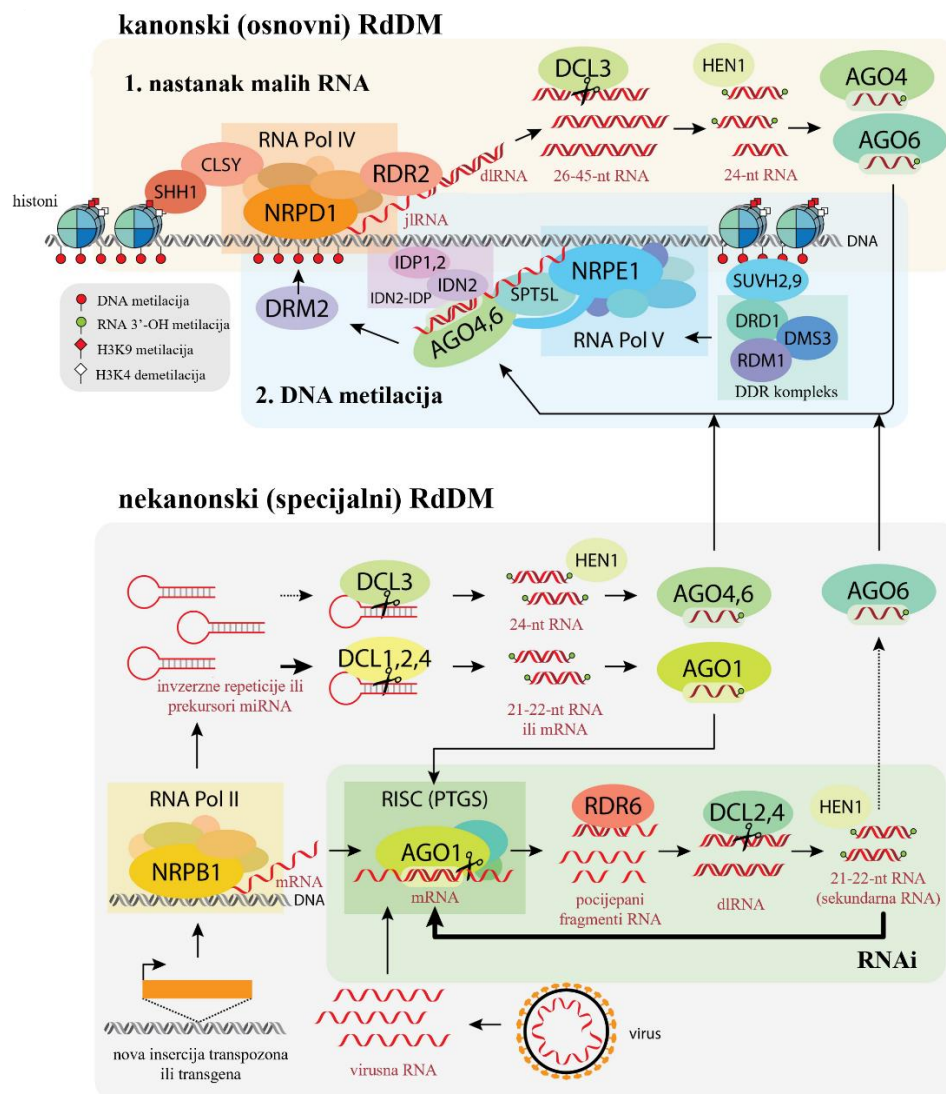 kanonski (osnovni) RdDM
1. nastanak malih RNA
DCL3
HEN1
AGO4
AGO6
RNA Pol IV
CLSY
SHH1
RDR2
NRPD1
dlRNA
jlRNA
26-45-nt RNA
24-nt RNA
histoni
DNA
DNA metilacija
RNA 3'-OH metilacija
H3K9 metilacija
H3K4 demetilacija
DRM2
IDP1,2
IDN2
IDN2-IDP
AGO4,6
SPT5L
NRPE1
RNA Pol V
SUVH2,9
DRD1
DMS3
RDM1
DDR kompleks
2. DNA metilacija
nekanonski (specijalni) RdDM
DCL3
HEN1
24-nt RNA
AGO4,6
AGO6
DCL1,2,4
21-22-nt RNA
ili mRNA
AGO1
invzerzne repeticije ili
prekursori miRNA
RNA Pol II
NRPB1
mRNA
DNA
RISC (PTGS)
AGO1
mRNA
RDR6
pocijepani
fragmenti RNA
DCL2,4
dlRNA
HEN1
21-22-nt RNA
(sekundarna RNA)
RNAi
nova insercija transpozona
ili transgena
virusna RNA
virus